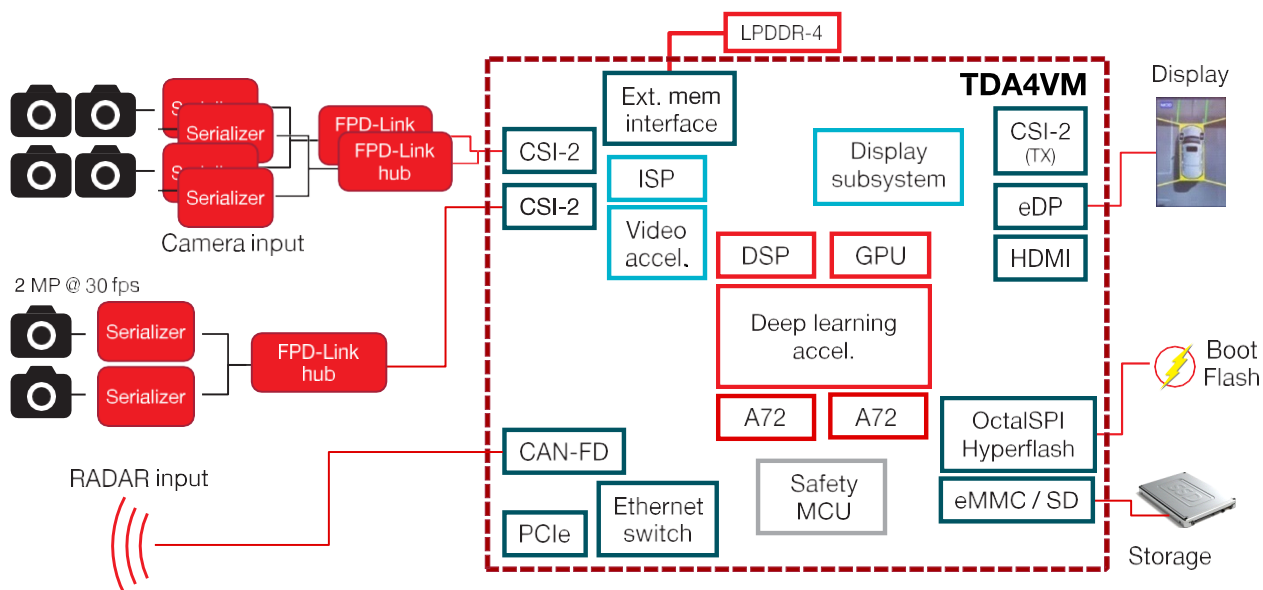 LPDDR-4
TDA4VM
Display
Ext. mem
interface
CSI-2
(TX)
Serializer
FPD-Link
FPD-Link
hub
CSI-2
Display
subsystem
ISP
Serializer
CSI-2
eDP
Camera input
Video
accel.
DSP
GPU
HDMI
2 MP @ 30 fps
Serializer
FPD-Link
hub
Deep learning
accel.
Boot
Flash
Serializer
A72
A72
OctalSPI
Hyperflash
CAN-FD
RADAR input
Safety
MCU
eMMC / SD
Ethernet
switch
PCIe
Storage